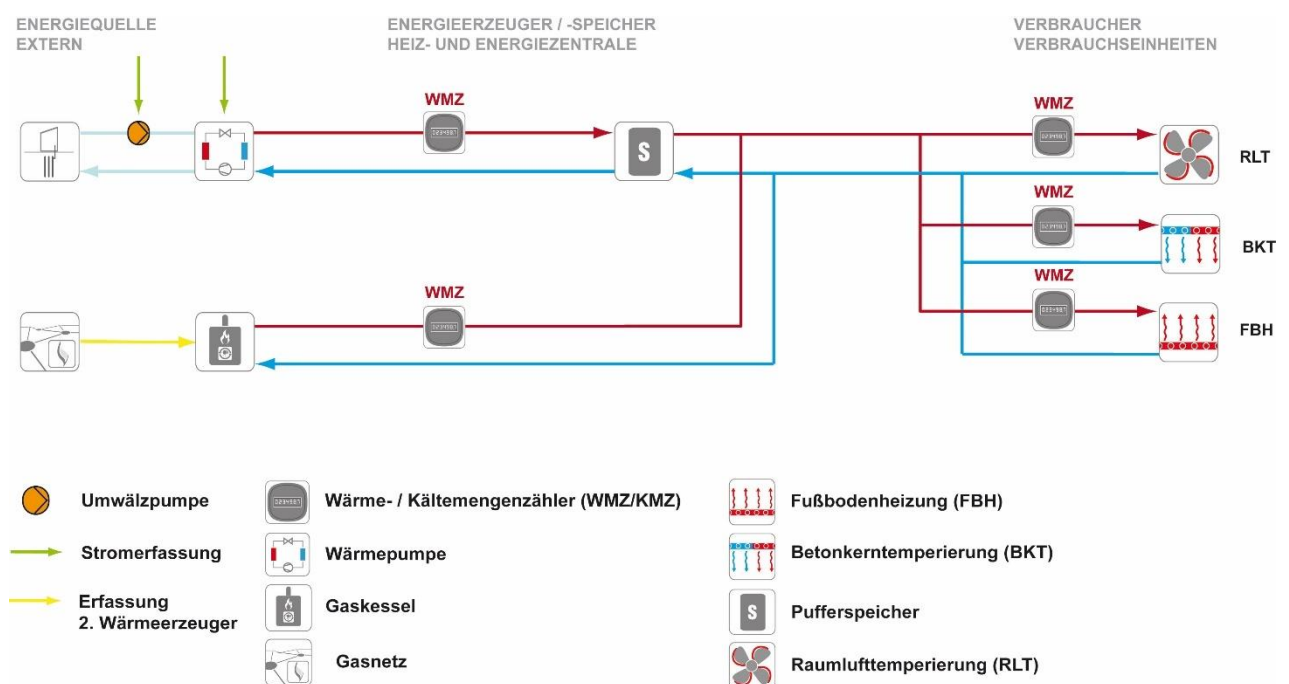 ENERGIEQUELLE
EXTERN
ENERGIEERZEUGER / -SPEICHER
HEIZ- UND ENERGIEZENTRALE
VERBRAUCHER
VERBRAUCHSEINHEITEN
WMZ
WMZ
S
RLT
WMZ
BKT
WMZ
WMZ
FBH
Umwälzpumpe
Wärme- / Kältemengenzähler (WMZ/KMZ)
Fußbodenheizung (FBH)
Stromerfassung
Wärmepumpe
Betonkerntemperierung (BKT)
Erfassung
2. Wärmeerzeuger
Gaskessel
S
Pufferspeicher
Gasnetz
Raumlufttemperierung (RLT)